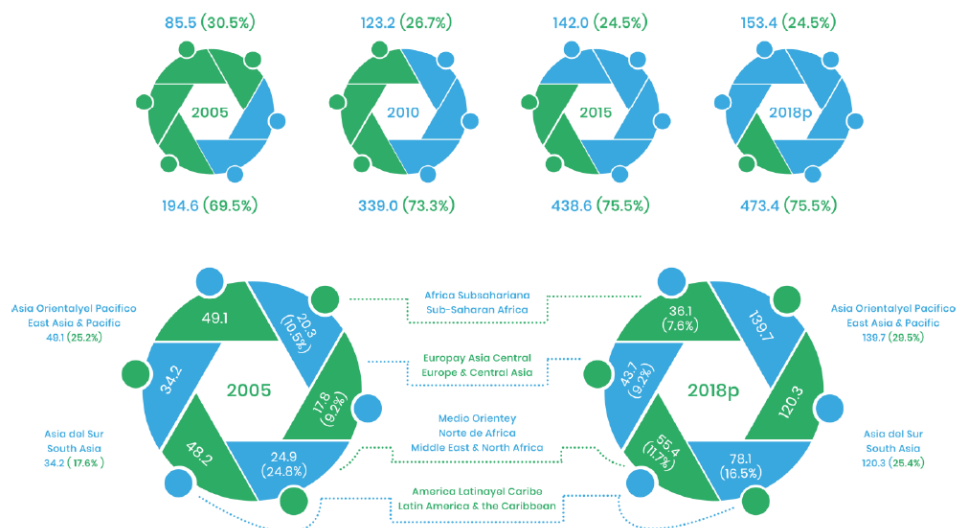 85.5 (30.5%)
123.2 (26.7%)
142.0 (24.5%)
153.4 (24.5%)
2005
2010
2015
2018p
194.6 (69.5%)
339.0 (73.3%)
438.6 (75.5%)
473.4 (75.5%)
Asia Orientalyel Pacifico
East Asia & Pacific
49.1 (25.2%)
Asia del Sur
South Asia
34.2 (17.6%)
49.1
20.3
(10.5%)
34.2
2005
17.8
(9.2%)
48.2
24.9
(24.8%)
Africa Subsahariana
Sub-Saharan Africa
Europay Asia Central
Europe & Central Asia
Medio Orientey
Norte de Africa
Middle East & North Africa
America Latinayol Caribo
Latin America & the Caribbean
36.1
(7.6%)
139.7
43.7
(9.2%)
2018p
120.3
55.4
(11.7%)
78.1
(16.5%)
Asia Orientalyel Pacifico
East Asia & Pacific
139.7 (29.5%)
Asia del Sur
South Asia
120.3 (25.4%)